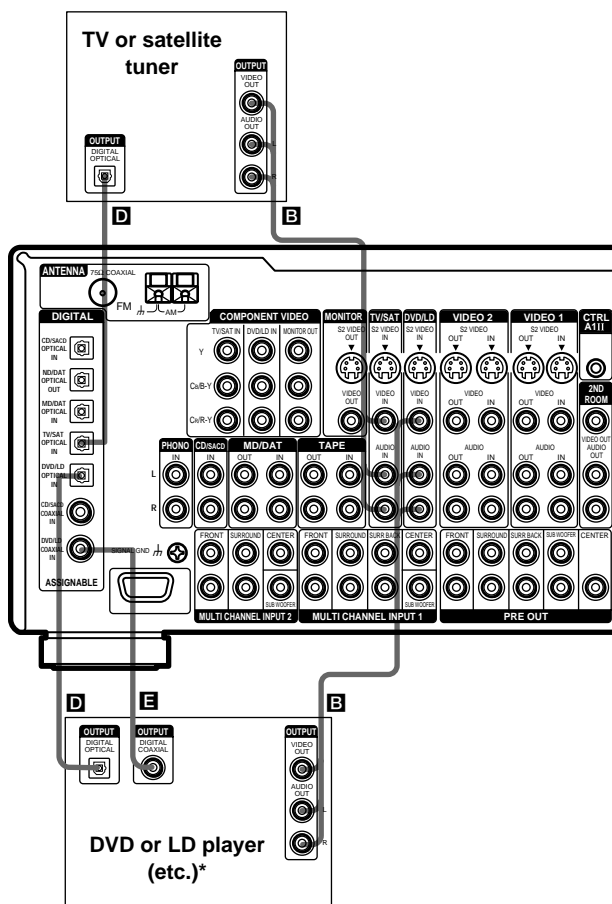 TV or satellite
tuner
OUTPUT
VIDEO
OUT
AUDIO
OUT
L
R
OUTPUT
DIGITAL
OPTICAL
D
B
ANTENNA
75Ω COAXIAL
FM
AM
DIGITAL
CD/SACD
OPTICAL
IN
ND/DAT
OPTICAL
OUT
MD/DAT
OPTICAL
IN
TV/SAT
OPTICAL
IN
DVD/LD
OPTICAL
IN
CD/SACD
COAXIAL
IN
DVD/LD
COAXIAL
IN
ASSIGNABLE
COMPONENT VIDEO
TV/SAT IN DVD/LD IN MONITOR OUT
Y
CB/B-Y
CR/R-Y
MONITOR
S2 VIDEO
OUT
VIDEO
OUT
TV/SAT
S2 VIDEO
IN
VIDEO
IN
AUDIO
IN
DVD/LD
S2 VIDEO
IN
VIDEO
IN
AUDIO
IN
VIDEO 2
S2 VIDEO
OUT IN
VIDEO
OUT IN
AUDIO
OUT IN
VIDEO 1
S2 VIDEO
OUT IN
VIDEO
OUT IN
AUDIO
OUT IN
CTRL
A1II
2ND
ROOM
VIDEO OUT
AUDIO
OUT
PHONO
IN
CD/SACD
IN
MD/DAT
OUT IN
TAPE
OUT IN
L
R
SIGNAL GND
FRONT SURROUND CENTER
SUB WOOFER
MULTI CHANNEL INPUT 2
FRONT SURROUND SURR BACK CENTER
SUB WOOFER
MULTI CHANNEL INPUT 1
FRONT SURROUND SURR BACK SUB WOOFER CENTER
PRE OUT
D
E
B
OUTPUT
DIGITAL
OPTICAL
OUTPUT
DIGITAL
COAXIAL
OUTPUT
VIDEO
OUT
AUDIO
OUT
L
R
DVD or LD player
(etc.)*